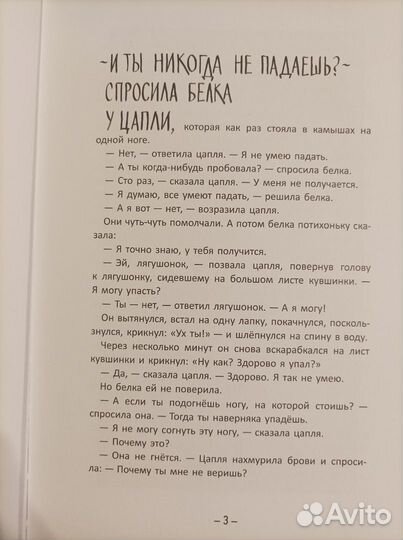 ~И ТЫ НИКОГДА НЕ ПАДАЕШЬ?~
СПРОСИЛА БЕЛКА
У ЦАПЛИ, которая как раз стояла в камышах на
одной ноге.
— Нет, — ответила цапля. — Я не умею падать.
— А ты когда-нибудь пробовала? — спросила белка.
— Сто раз, — сказала цапля. — У меня не получается.
— Я думаю, все умеют падать, — решила белка.
— А я вот — нет, — возразила цапля.
Они чуть-чуть помолчали. А потом белка потихоньку ска-
зала:
— Я точно знаю, у тебя получится.
— Эй, лягушонок, — позвала цапля, повернув голову
к лягушонку, сидевшему на большом листе кувшинки. —
Я могу упасть?
— Ты — нет, — ответил лягушонок. — А я могу!
Он вытянулся, встал на одну лапку, покачнулся, посколь-
знулся, крикнул: «Ух ты!» — и шлёпнулся на спину в воду.
Через несколько минут он снова вскарабкался на лист
кувшинки и крикнул: «Ну как? Здорово я упал?»
— Да, — сказала цапля. — Здорово. Я так не умею.
Но белка ей не поверила.
— А если ты подогнёшь ногу, на которой стоишь? —
спросила она. — Тогда ты наверняка упадёшь.
— Я не могу согнуть эту ногу, — сказала цапля.
— Почему это?
— Она не гнётся. — Цапля нахмурила брови и спроси-
ла: — Почему ты мне не веришь?
– 3 –
Avito